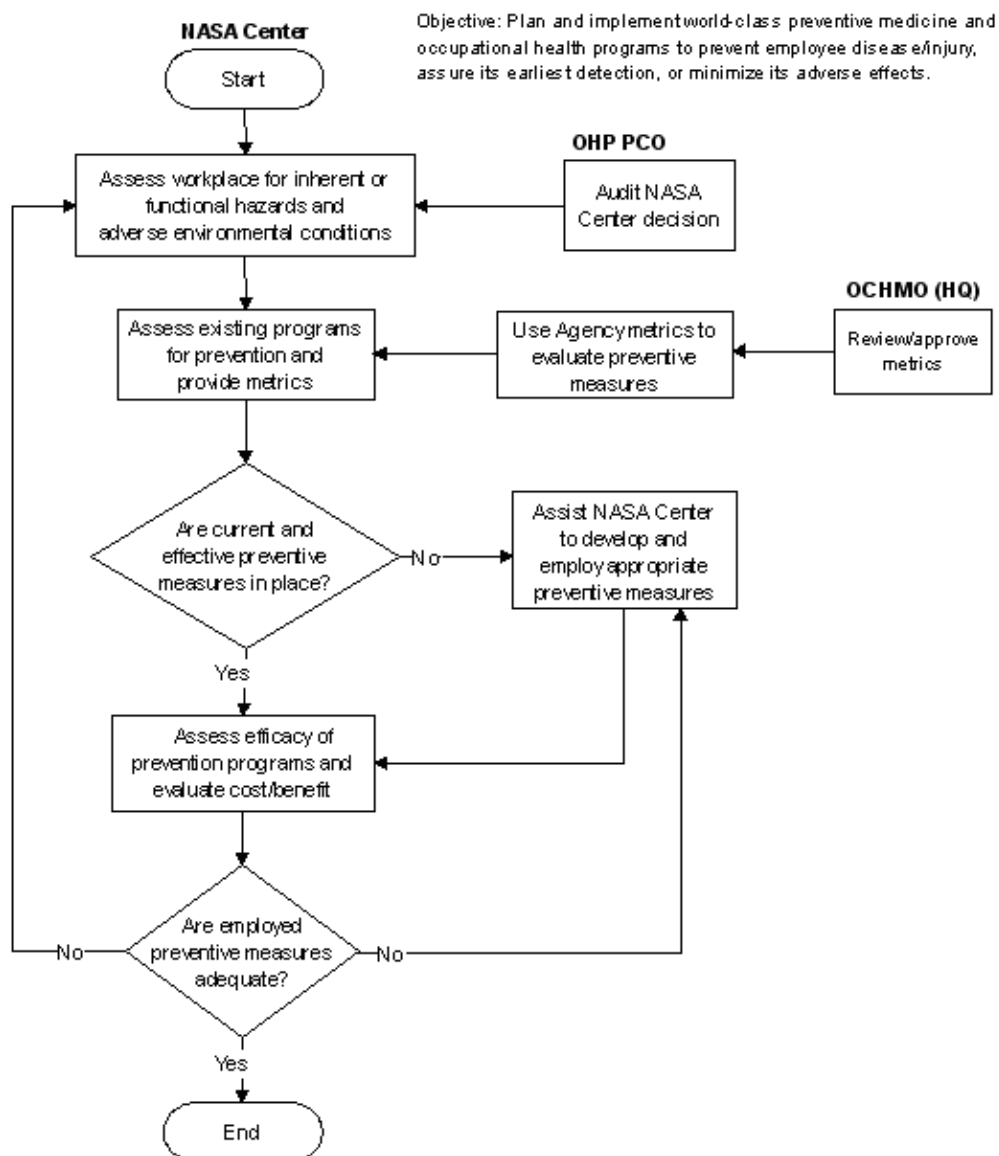 NASA Center
Objective: Plan and implement world-class preventive medicine and
occupational health programs to prevent employee disease/injury,
assure its earliest detection, or minimize its adverse effects.
Start
OHP PCO
Assess workplace for inherent or
functional hazards and
adverse environmental conditions
Audit NASA
Center decision
OCHMO (HQ)
Assess existing programs
for prevention and
provide metrics
Use Agency metrics to
evaluate preventive
measures
Review/approve
metrics
Are current and
effective preventive
measures in place?
No
Assist NASA Center
to develop and
employ appropriate
preventive measures
Yes
Assess efficacy of
prevention programs and
evaluate cost/benefit
Are employed
preventive measures
adequate?
No
No
Yes
End